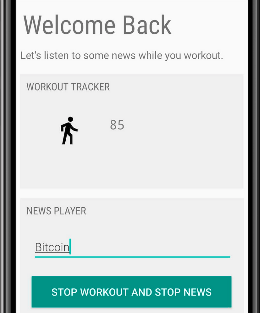 Welcome Back
Let's listen to some news while you workout.
WORKOUT TRACKER
85
NEWS PLAYER
Bitcoin
STOP WORKOUT AND STOP NEWS